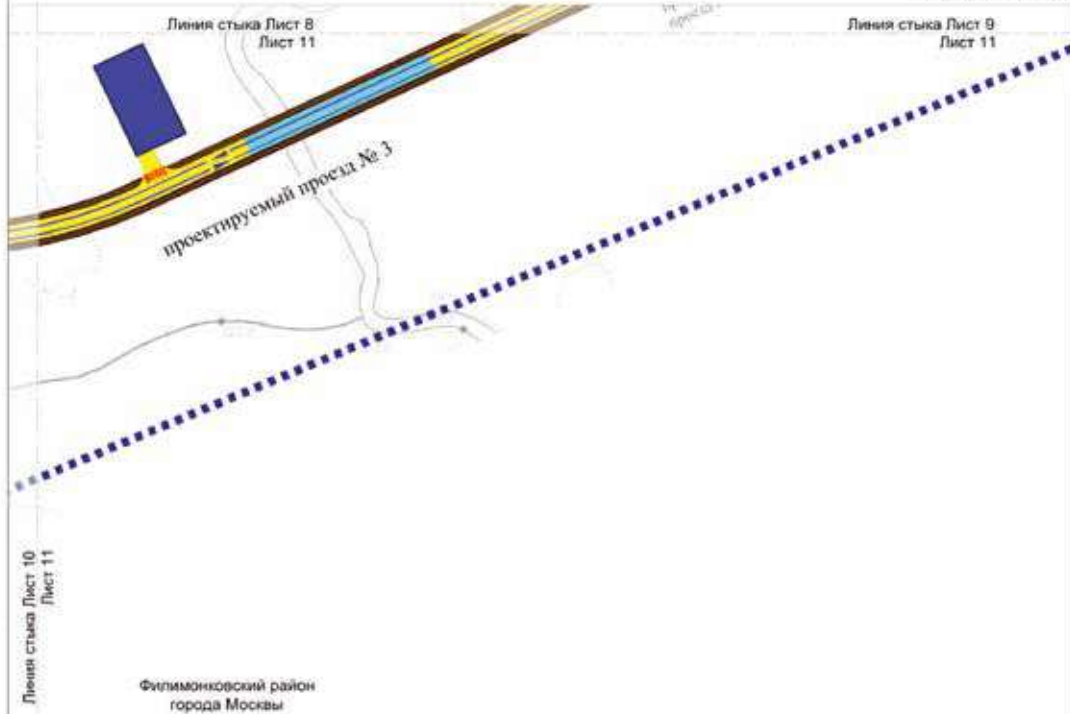 Линия стыка Лист 8
Лист 11
Линия стыка Лист 9
Лист 11
проектируемый проезд № 3
Линия стыка Лист 10
Лист 11
Филимонковский район
города Москвы